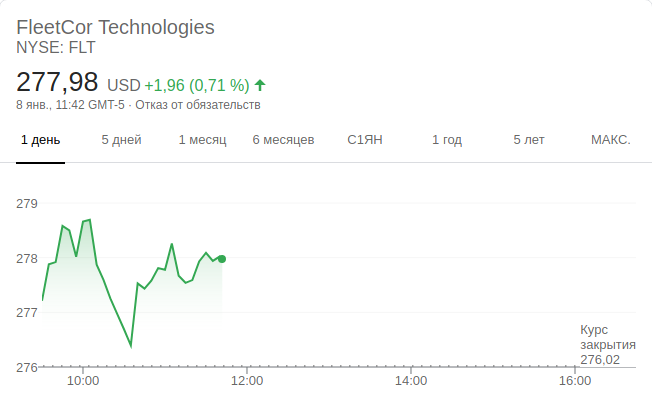 FleetCor Technologies
NYSE: FLT
277,98 USD +1,96 (0,71 %)
8 янв., 11:42 GMT-5 · Отказ от обязательств
1 день 5 дней 1 месяц 6 месяцев С1ЯН 1 год 5 лет МАКС.
279
278
277
276
Курс
закрытия
276,02
10:00 12:00 14:00 16:00